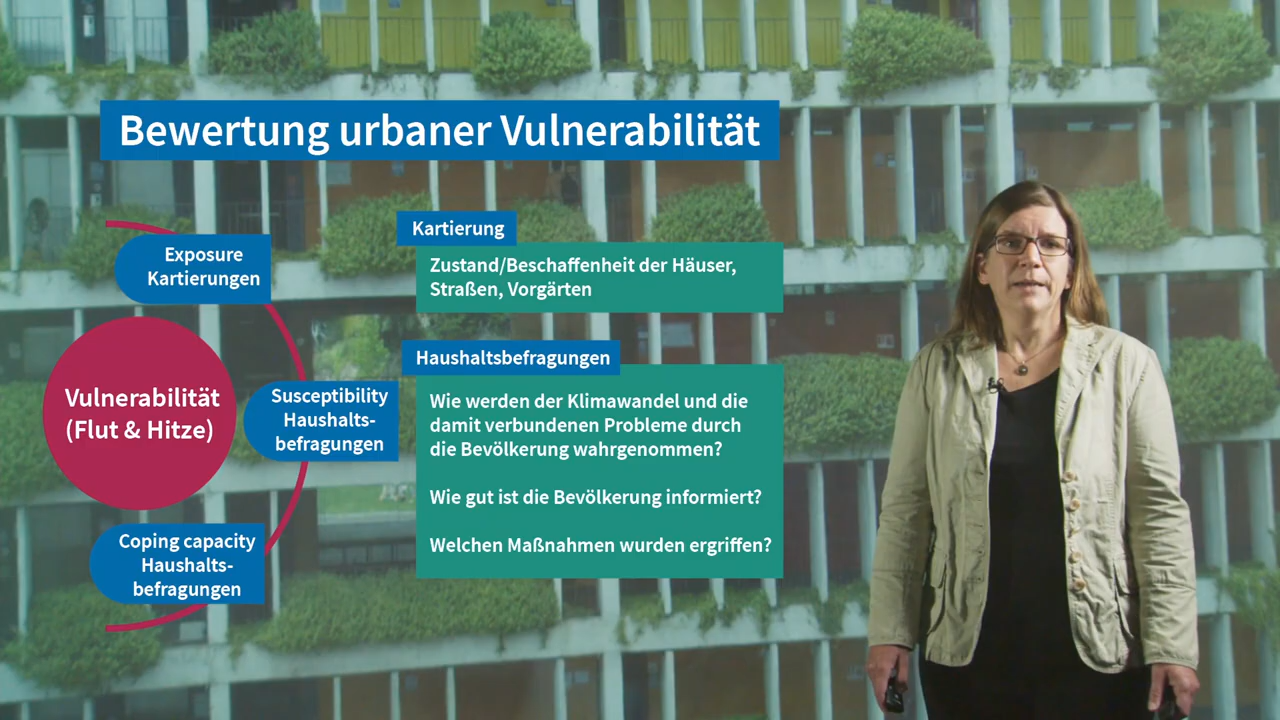 Bewertung urbaner Vulnerabilität
Exposure
Kartierungen
Vulnerabilität
(Flut & Hitze)
Susceptibility
Haushalts-
befragungen
Coping capacity
Haushalts-
befragungen
Kartierung
Zustand/Beschaffenheit der Häuser,
Straßen, Vorgärten
Haushaltsbefragungen
Wie werden der Klimawandel und die
damit verbundenen Probleme durch
die Bevölkerung wahrgenommen?
Wie gut ist die Bevölkerung informiert?
Welchen Maßnahmen wurden ergriffen?